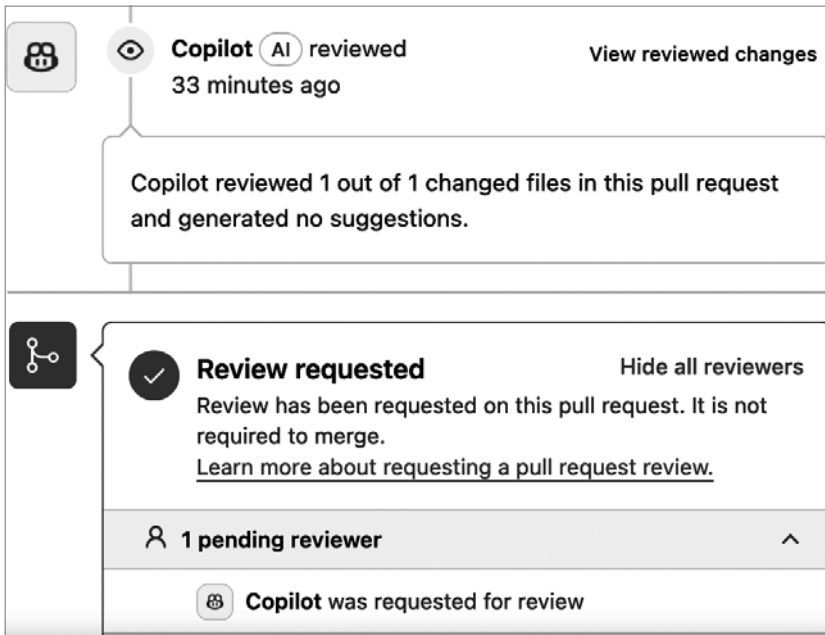 Copilot AI reviewed
View reviewed changes
33 minutes ago
Copilot reviewed 1 out of 1 changed files in this pull request
and generated no suggestions.
Review requested
Hide all reviewers
Review has been requested on this pull request. It is not
required to merge.
Learn more about requesting a pull request review.
1 pending reviewer
Copilot was requested for review